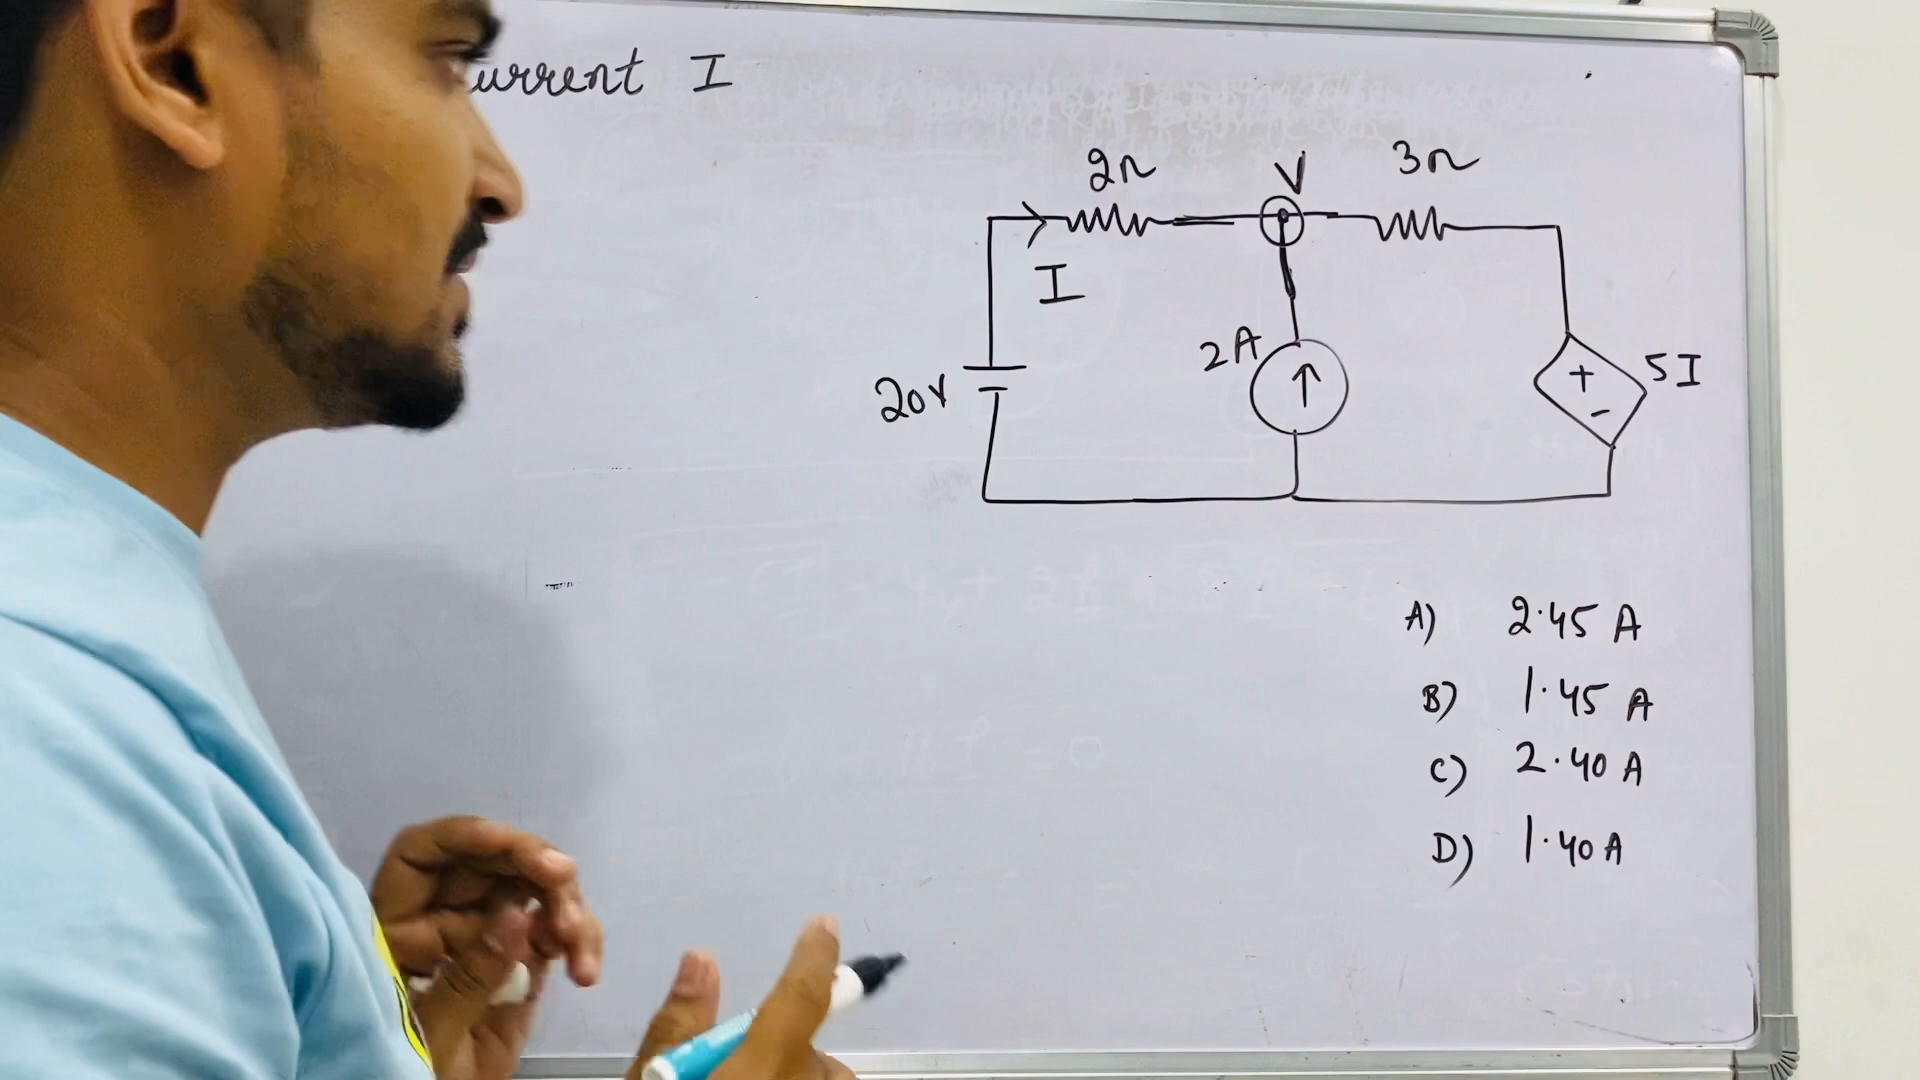 urrent I
2Ω
V
3Ω
I
2A
20V
5I
A) 2.45 A
B) 1.45 A
C) 2.40 A
D) 1.40 A